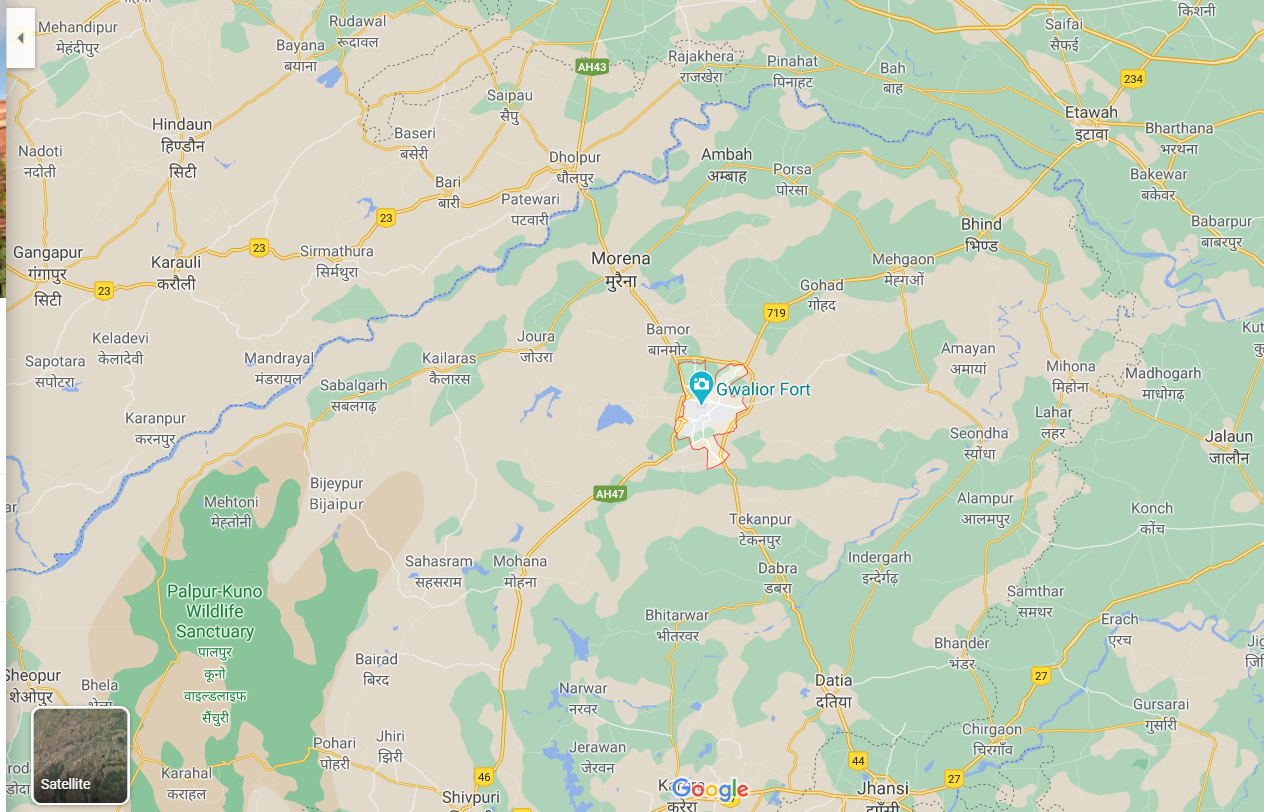 Mehandipur
मेहंदीपुर
Rudawal
रूदावल
Bayana
बयाना
AH43
Rajakhera
राजखेरा
Pinahat
पिनाहट
Bah
बाह
Saifai
सैफई
किशनी
234
Saipau
सैपु
Etawah
इटावा
Bharthana
भरथना
Hindaun
हिण्डौन
सिटी
Baseri
बसेरी
Nadoti
नदोती
Dholpur
धौलपुर
Ambah
अम्बाह
Porsa
पोरसा
Bakewar
बकेवर
Bari
बारी
Patewari
पटवारी
23
Babarpur
बाबरपुर
Bhind
भिण्ड
Gangapur
गंगापुर
सिटी
23
Karauli
करौली
Sirmathura
सिर्मथुरा
Morena
मुरैना
Mehgaon
मेहगओं
23
Gohad
गोहद
719
Keladevi
केलादेवी
Joura
जोउरा
Bamor
बानमोर
Sapotara
सपोटरा
Mandrayal
मंडरायल
Kailaras
कैलारस
Amayan
अमायां
Mihona
मिहोना
Madhogarh
माधोगढ़
Sabalgarh
सबलगढ़
Gwalior Fort
Karanpur
करनपुर
Lahar
लहर
Seondha
स्योंधा
Jalaun
जालौन
Bijeypur
Bijaipur
AH47
Mehtoni
मेहतोनी
Alampur
आलमपुर
Konch
कोंच
Tekanpur
टेकनपुर
Sahasram
सहसराम
Mohana
मोहना
Dabra
डबरा
Indergarh
इन्देर्गढ़
Palpur-Kuno
Wildlife
Sanctuary
पालपुर
कूनो
वाइल्डलाइफ़
सैंचुरी
Samthar
समथर
Bhitarwar
भीतरवर
Erach
एरच
Bhander
भंडर
Sheopur
शेओपुर
Bhela
Bairad
बिरद
27
Datia
दतिया
Narwar
नरवर
Gursarai
गुर्सारी
Chirgaon
चिरगाँव
Pohari
पोहरी
Jhiri
झिरी
Jerawan
जेरवन
44
Satellite
Karahal
कराहल
46
27
Shivpuri
Google
करेरा
Jhansi